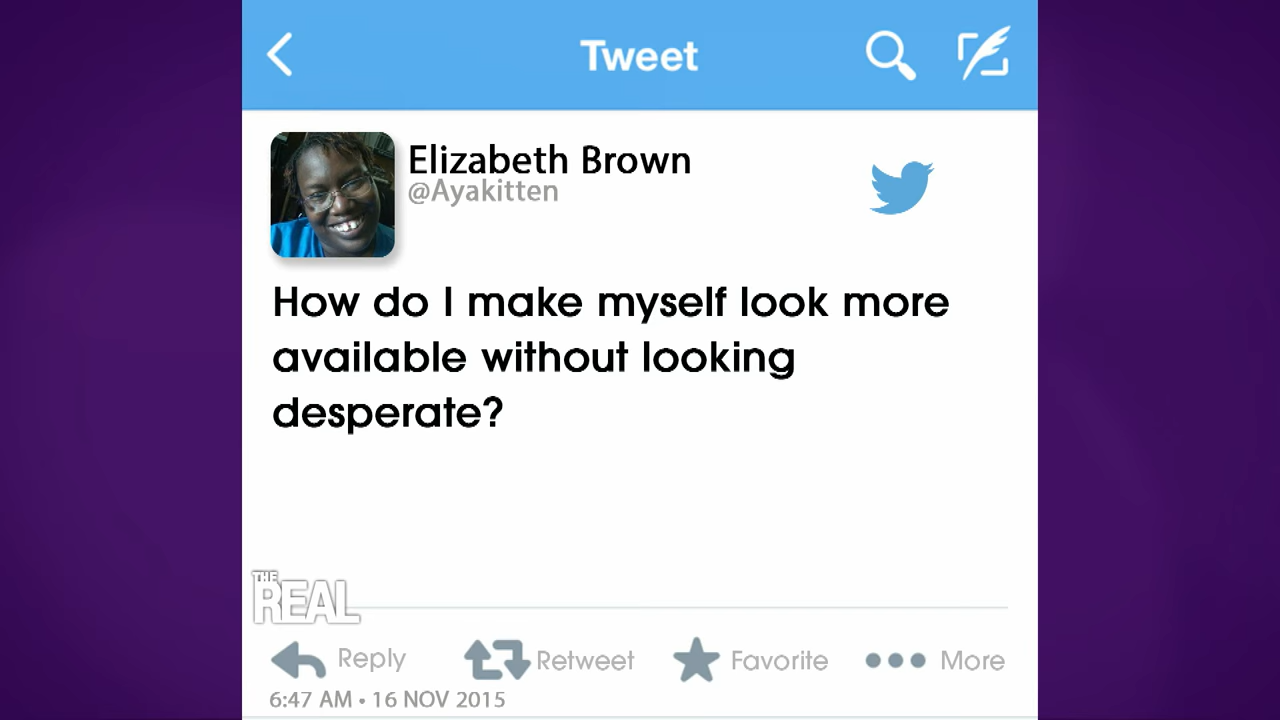 Tweet
Elizabeth Brown
@Ayakitten
How do I make myself look more
available without looking
desperate?
THE
REAL
Reply Retweet Favorite More
6:47 AM • 16 NOV 2015